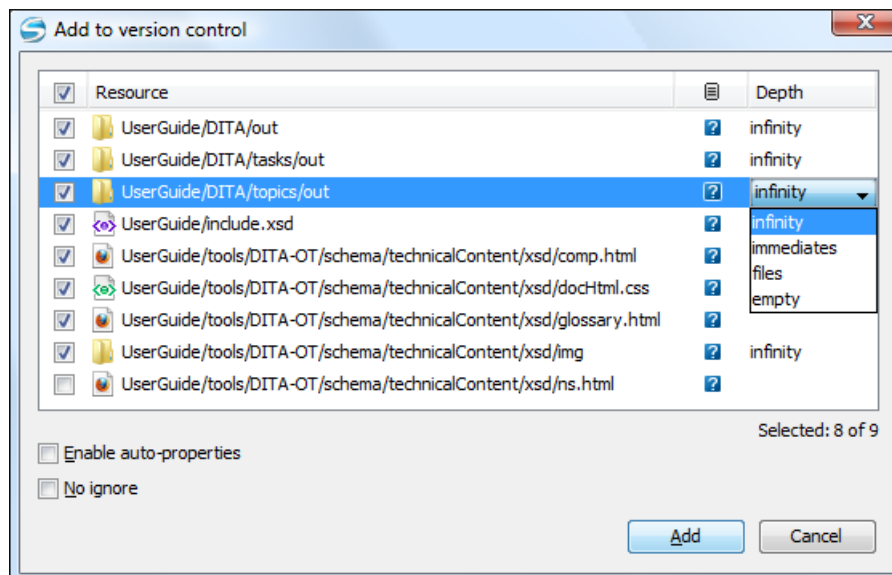 Add to version control
Resource Depth
UserGuide/DITA/out infinity
UserGuide/DITA/tasks/out infinity
UserGuide/DITA/topics/out infinity
UserGuide/include.xsd infinity
UserGuide/tools/DITA-OT/schema/technicalContent/xsd/comp.html immediates
UserGuide/tools/DITA-OT/schema/technicalContent/xsd/docHtml.css files
UserGuide/tools/DITA-OT/schema/technicalContent/xsd/glossary.html empty
UserGuide/tools/DITA-OT/schema/technicalContent/xsd/img infinity
UserGuide/tools/DITA-OT/schema/technicalContent/xsd/ns.html
Selected: 8 of 9
Enable auto-properties
No ignore
Add Cancel